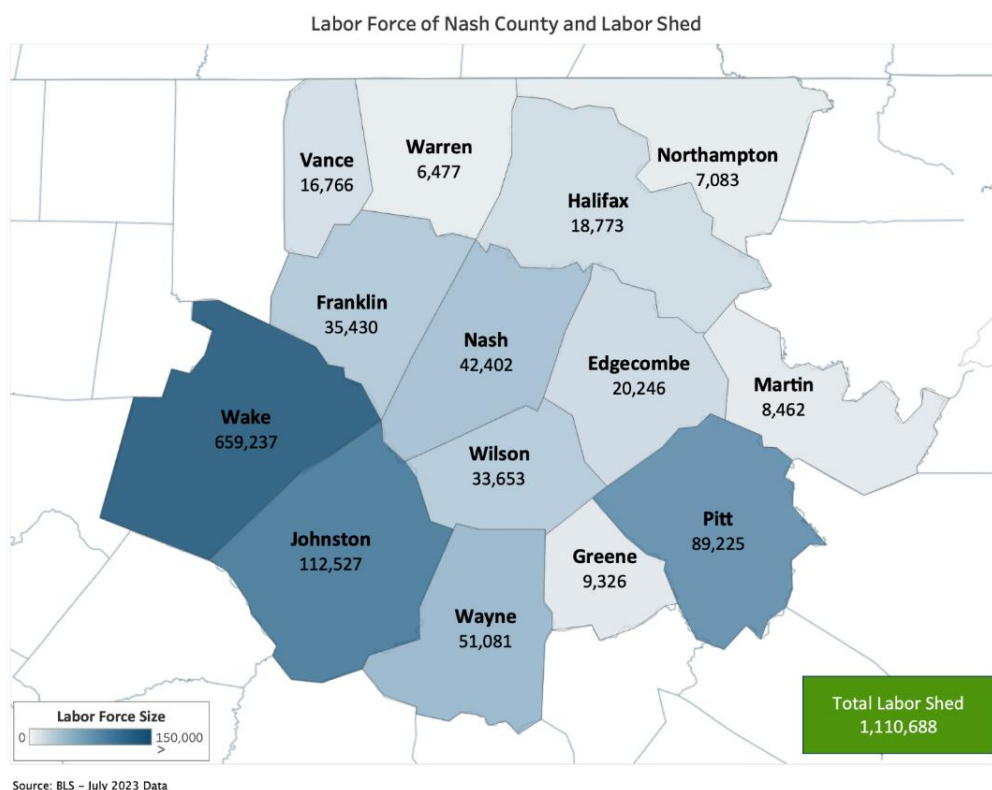 Labor Force of Nash County and Labor Shed
Vance
16,766
Warren
6,477
Northampton
7,083
Halifax
18,773
Franklin
35,430
Nash
42,402
Edgecombe
20,246
Martin
8,462
Wake
659,237
Wilson
33,653
Pitt
89,225
Johnston
112,527
Greene
9,326
Wayne
51,081
Labor Force Size
0
150,000
>
Total Labor Shed
1,110,688
Source: BLS – July 2023 Data